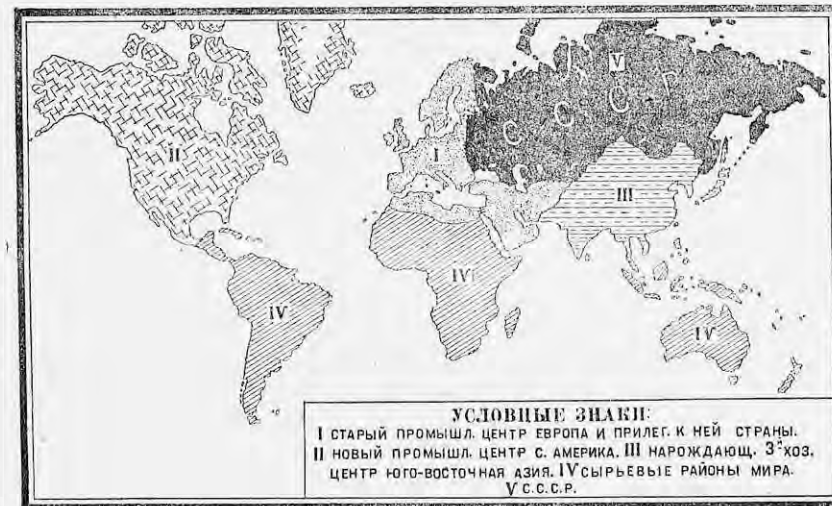 V
С С С Р
I
II
III
IV
IV
IV
УСЛОВНЫЕ ЗНАКИ:
I СТАРЫЙ ПРОМЫШЛ. ЦЕНТР ЕВРОПА И ПРИЛЕГ. К НЕЙ СТРАНЫ.
II НОВЫЙ ПРОМЫШЛ. ЦЕНТР С. АМЕРИКА. III НАРОЖДАЮЩ. 3й ХОЗ.
ЦЕНТР ЮГО-ВОСТОЧНАЯ АЗИЯ. IV СЫРЬЕВЫЕ РАЙОНЫ МИРА.
V С.С.С.Р.